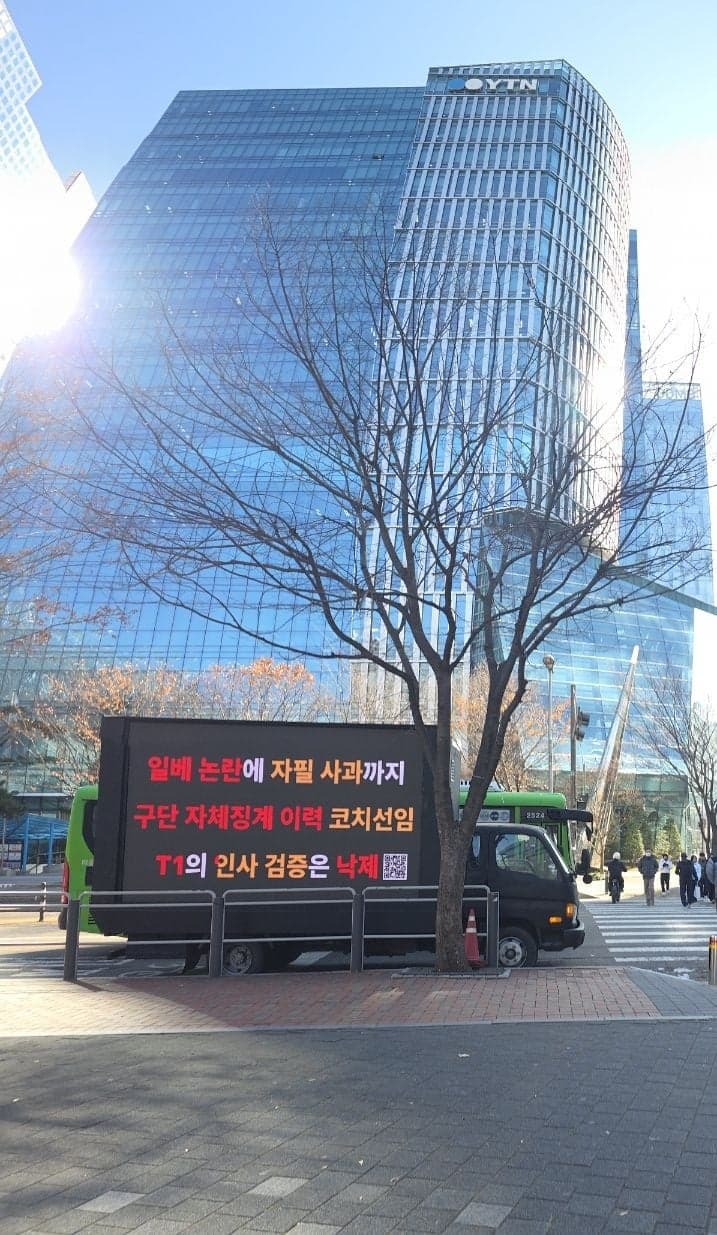 YTN
일베 논란에 자필 사과까지
구단 자체징계 이력 코치선임
T1의 인사 검증은 낙제
2524